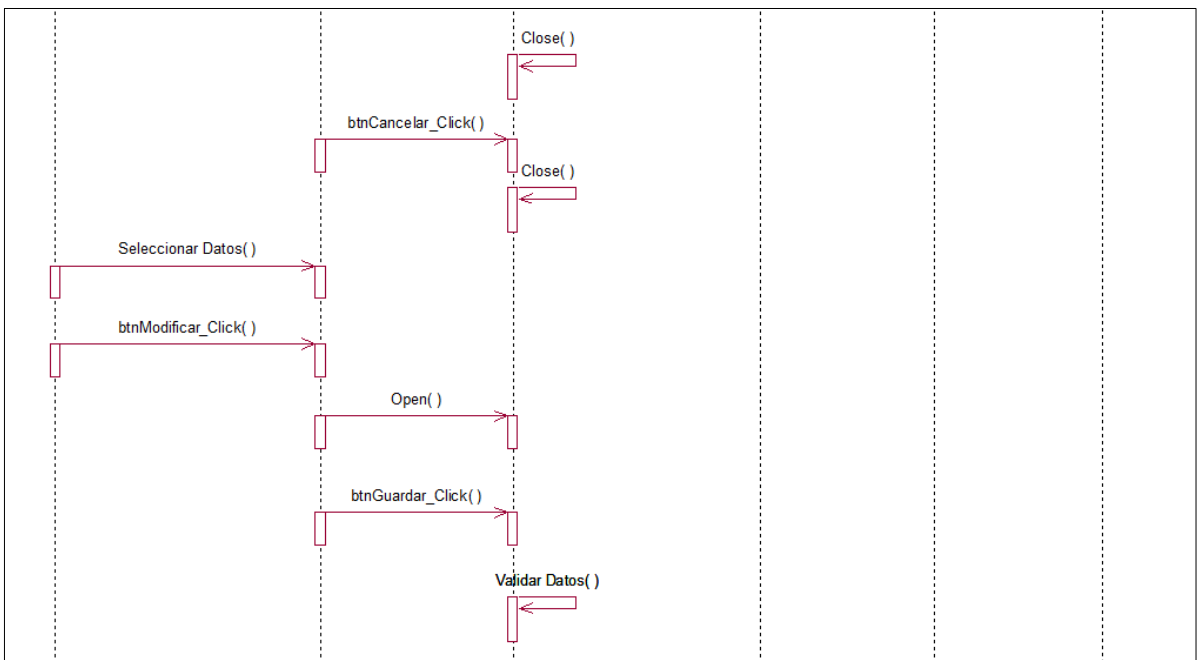 Close( )
btnCancelar_Click( )
Close( )
Seleccionar Datos( )
btnModificar_Click( )
Open( )
btnGuardar_Click( )
Validar Datos( )